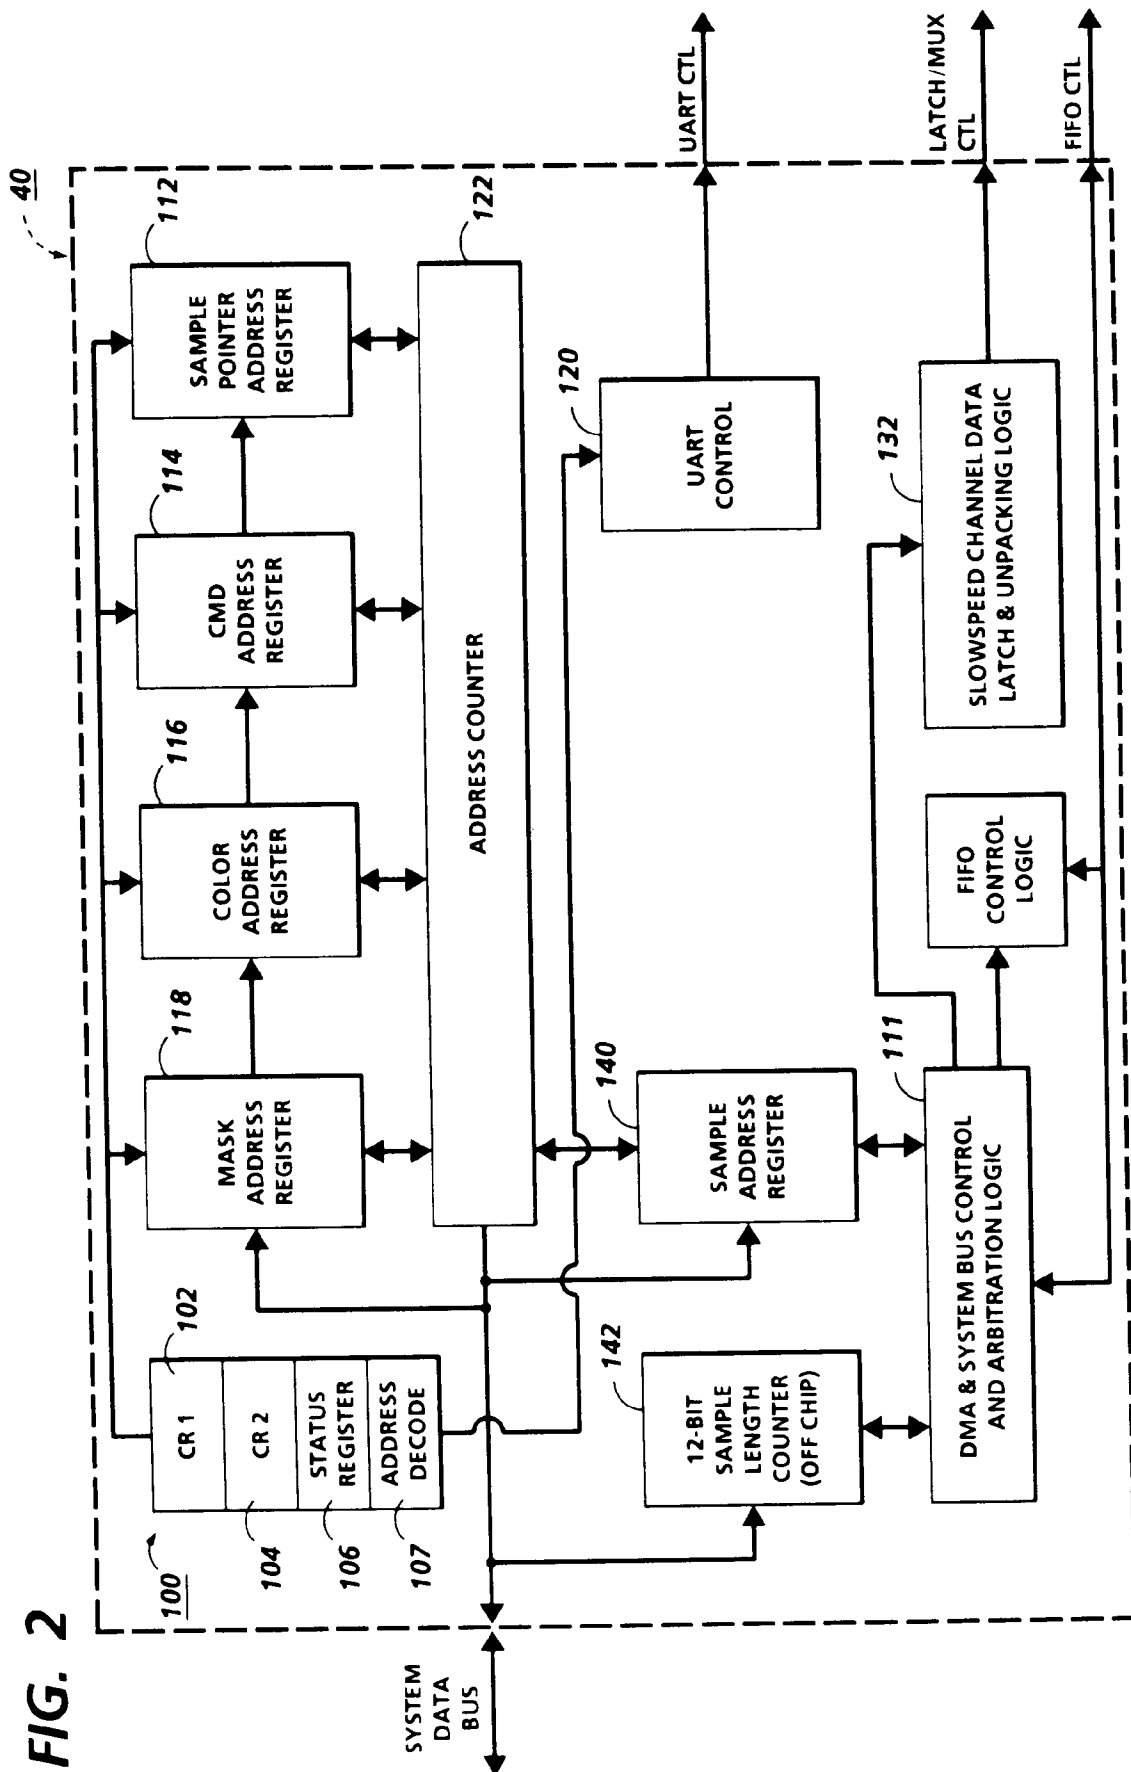 FIG. 2
40
100
CR 1
CR 2
STATUS
REGISTER
ADDRESS
DECODE
102
104
106
107
MASK
ADDRESS
REGISTER
118
COLOR
ADDRESS
REGISTER
116
CMD
ADDRESS
REGISTER
114
SAMPLE
POINTER
ADDRESS
REGISTER
112
ADDRESS COUNTER
122
SYSTEM
DATA
BUS
12-BIT
SAMPLE
LENGTH
COUNTER
(OFF CHIP)
142
SAMPLE
ADDRESS
REGISTER
140
UART
CONTROL
120
UART CTL
DMA & SYSTEM BUS CONTROL
AND ARBITRATION LOGIC
111
FIFO
CONTROL
LOGIC
SLOWSPEED CHANNEL DATA
LATCH & UNPACKING LOGIC
132
LATCH/MUX
CTL
FIFO CTL